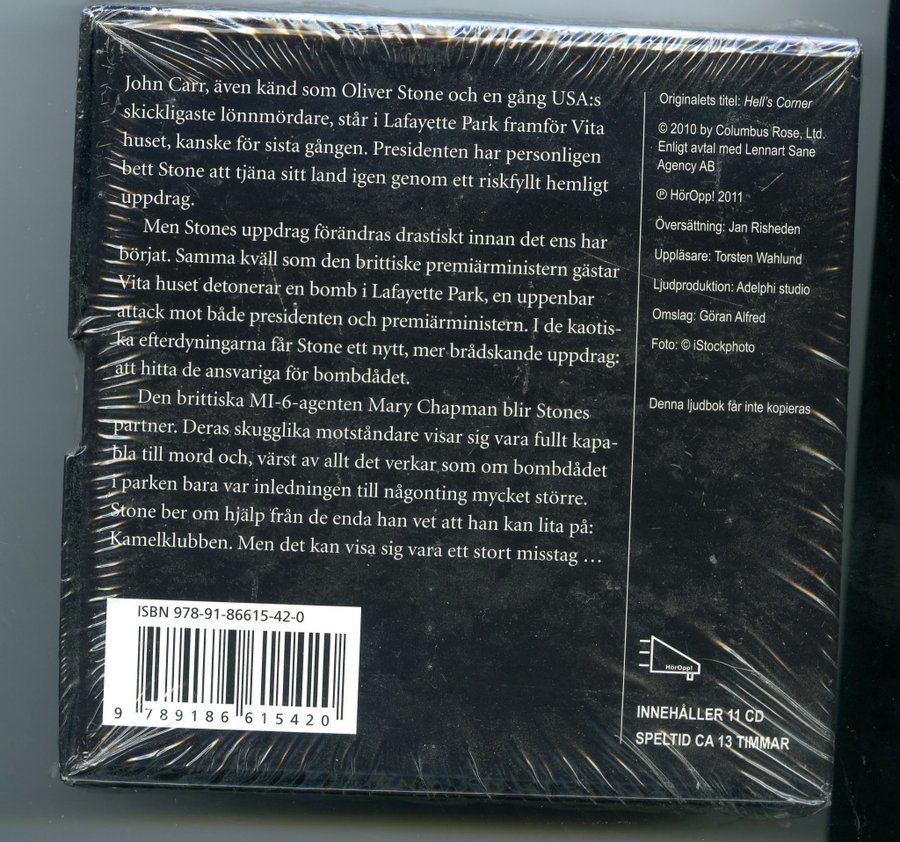 John Carr, även känd som Oliver Stone och en gång USA:s
skickligaste lönnmördare, står i Lafayette Park framför Vita
huset, kanske för sista gången. Presidenten har personligen
bett Stone att tjäna sitt land igen genom ett riskfyllt hemligt
uppdrag.
Men Stones uppdrag förändras drastiskt innan det ens har
börjat. Samma kväll som den brittiske premiärministern gästar
Vita huset detonerar en bomb i Lafayette Park, en uppenbar
attack mot både presidenten och premiärministern. I de kaotis-
ka efterdyningarna får Stone ett nytt, mer brådskande uppdrag:
att hitta de ansvariga för bombdådet.
Den brittiska MI-6-agenten Mary Chapman blir Stones
partner. Deras skugglika motståndare visar sig vara fullt kapa-
bla till mord och, värst av allt det verkar som om bombdådet
i parken bara var inledningen till någonting mycket större.
Stone ber om hjälp från de enda han vet att han kan lita på:
Kamelklubben. Men det kan visa sig vara ett stort misstag …
ISBN 978-91-86615-42-0
9 789186 615420
Originalets titel: Hell's Corner
© 2010 by Columbus Rose, Ltd.
Enligt avtal med Lennart Sane
Agency AB
℗ HörOpp! 2011
Översättning: Jan Risheden
Uppläsare: Torsten Wahlund
Ljudproduktion: Adelphi studio
Omslag: Göran Alfred
Foto: © iStockphoto
Denna ljudbok får inte kopieras
HörOpp!
INNEHÅLLER 11 CD
SPELTID CA 13 TIMMAR